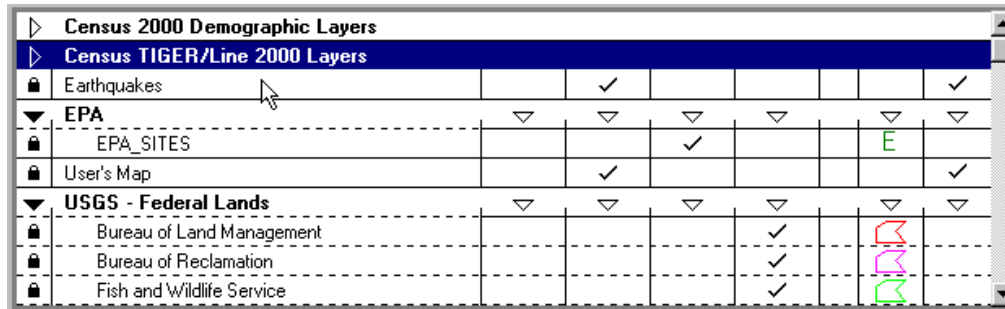 Census 2000 Demographic Layers
Census TIGER/Line 2000 Layers
Earthquakes
EPA
EPA_SITES E
User's Map
USGS - Federal Lands
Bureau of Land Management
Bureau of Reclamation
Fish and Wildlife Service